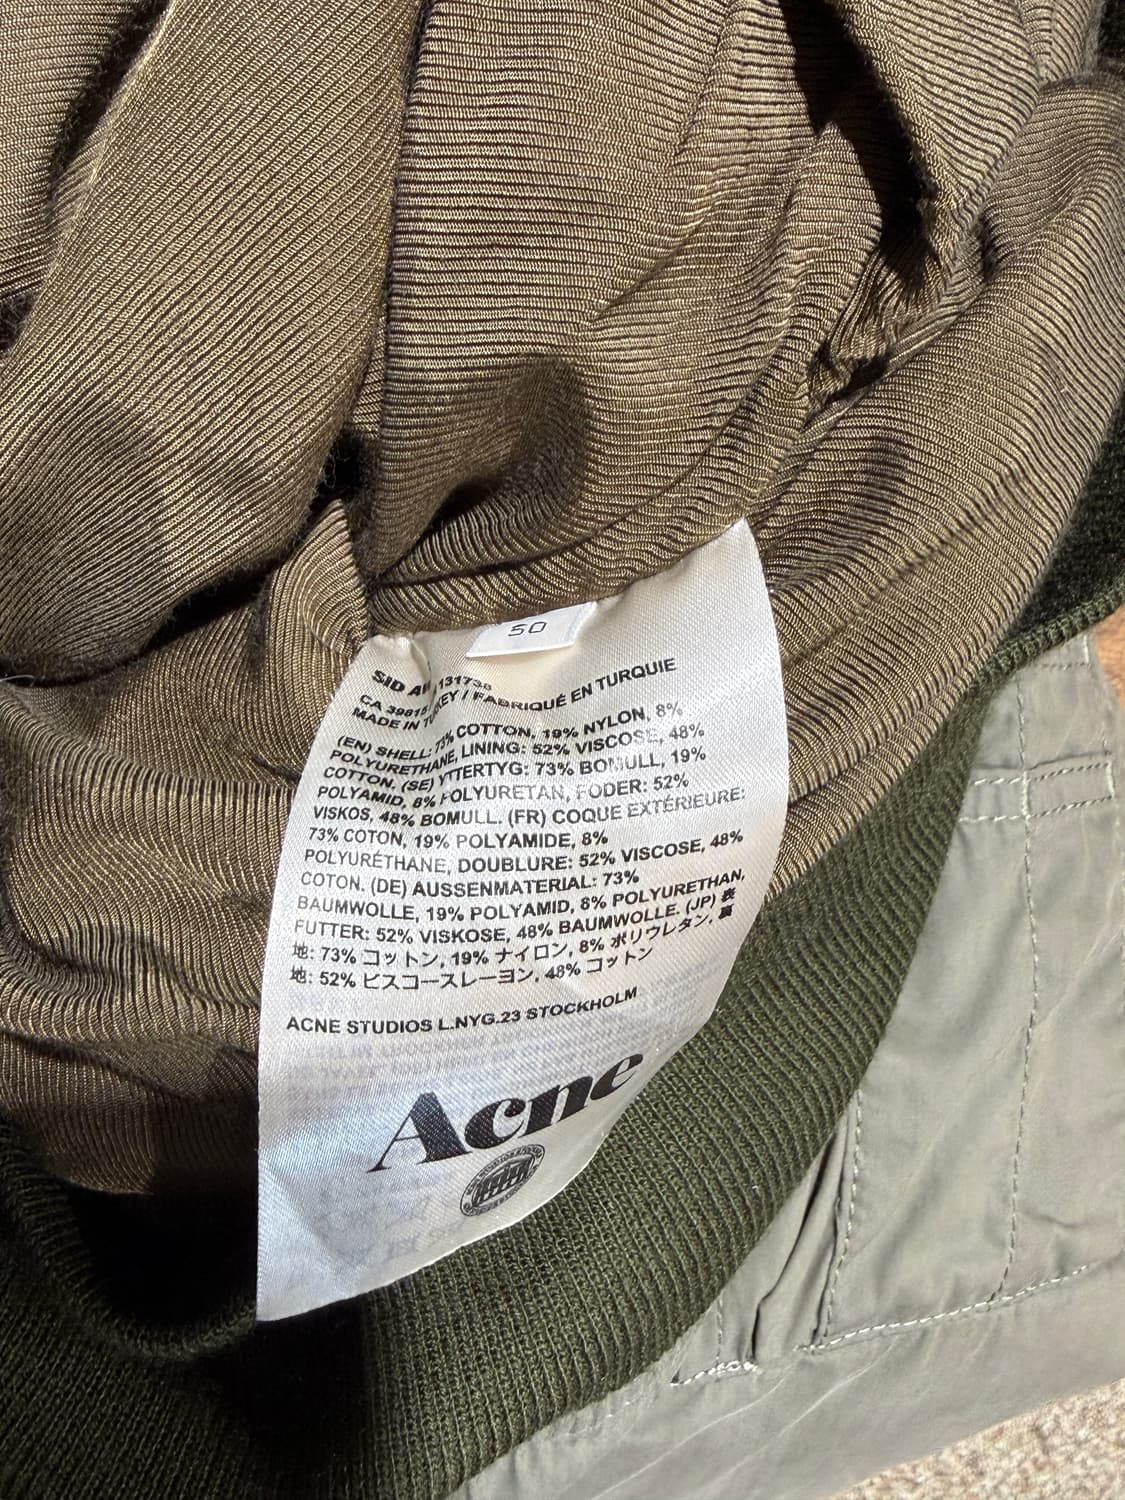 50
SID AW131738
CA 39815
MADE IN TURKEY / FABRIQUÉ EN TURQUIE
(EN) SHELL: 73% COTTON, 19% NYLON, 8%
POLYURETHANE, LINING: 52% VISCOSE, 48%
COTTON. (SE) YTTERTYG: 73% BOMULL, 19%
POLYAMID, 8% POLYURETAN, FODER: 52%
VISKOS, 48% BOMULL. (FR) COQUE EXTÉRIEURE:
73% COTON, 19% POLYAMIDE, 8%
POLYURÉTHANE, DOUBLURE: 52% VISCOSE, 48%
COTON. (DE) AUSSENMATERIAL: 73%
BAUMWOLLE, 19% POLYAMID, 8% POLYURETHAN,
FUTTER: 52% VISKOSE, 48% BAUMWOLLE. (JP) 表
地: 73% コットン, 19% ナイロン, 8% ポリウレタン, 裏
地: 52% ビスコースレーヨン, 48% コットン
ACNE STUDIOS L.NYG.23 STOCKHOLM
Acne